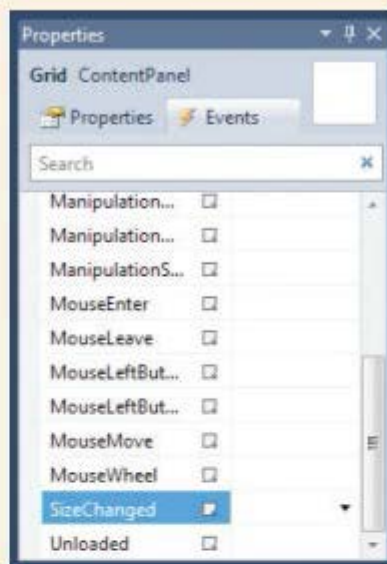 Properties
Grid ContentPanel
Properties Events
Search
Manipulation...
Manipulation...
ManipulationS...
MouseEnter
MouseLeave
MouseLeftBut...
MouseLeftBut...
MouseMove
MouseWheel
SizeChanged
Unloaded